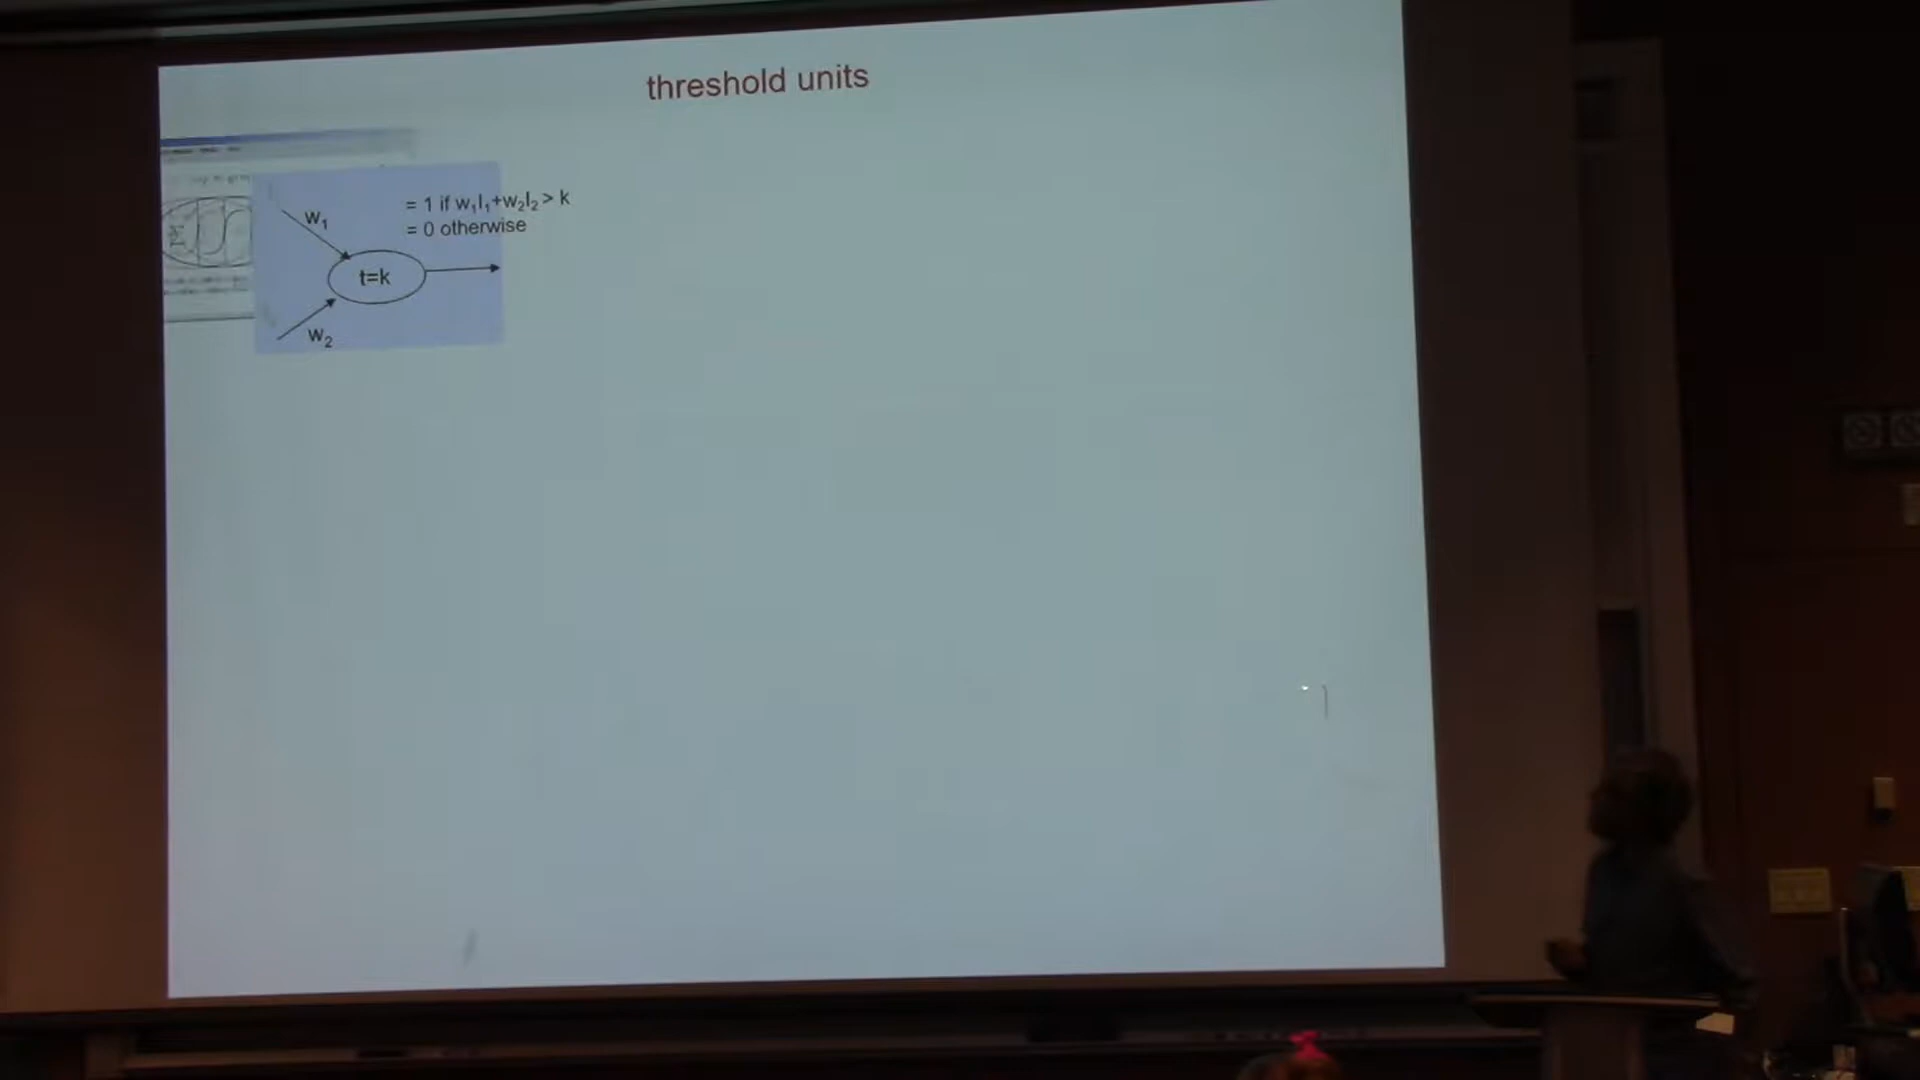 threshold units
w₁
= 1 if w₁I₁+w₂I₂ > k
= 0 otherwise
Σ
t=k
w₂